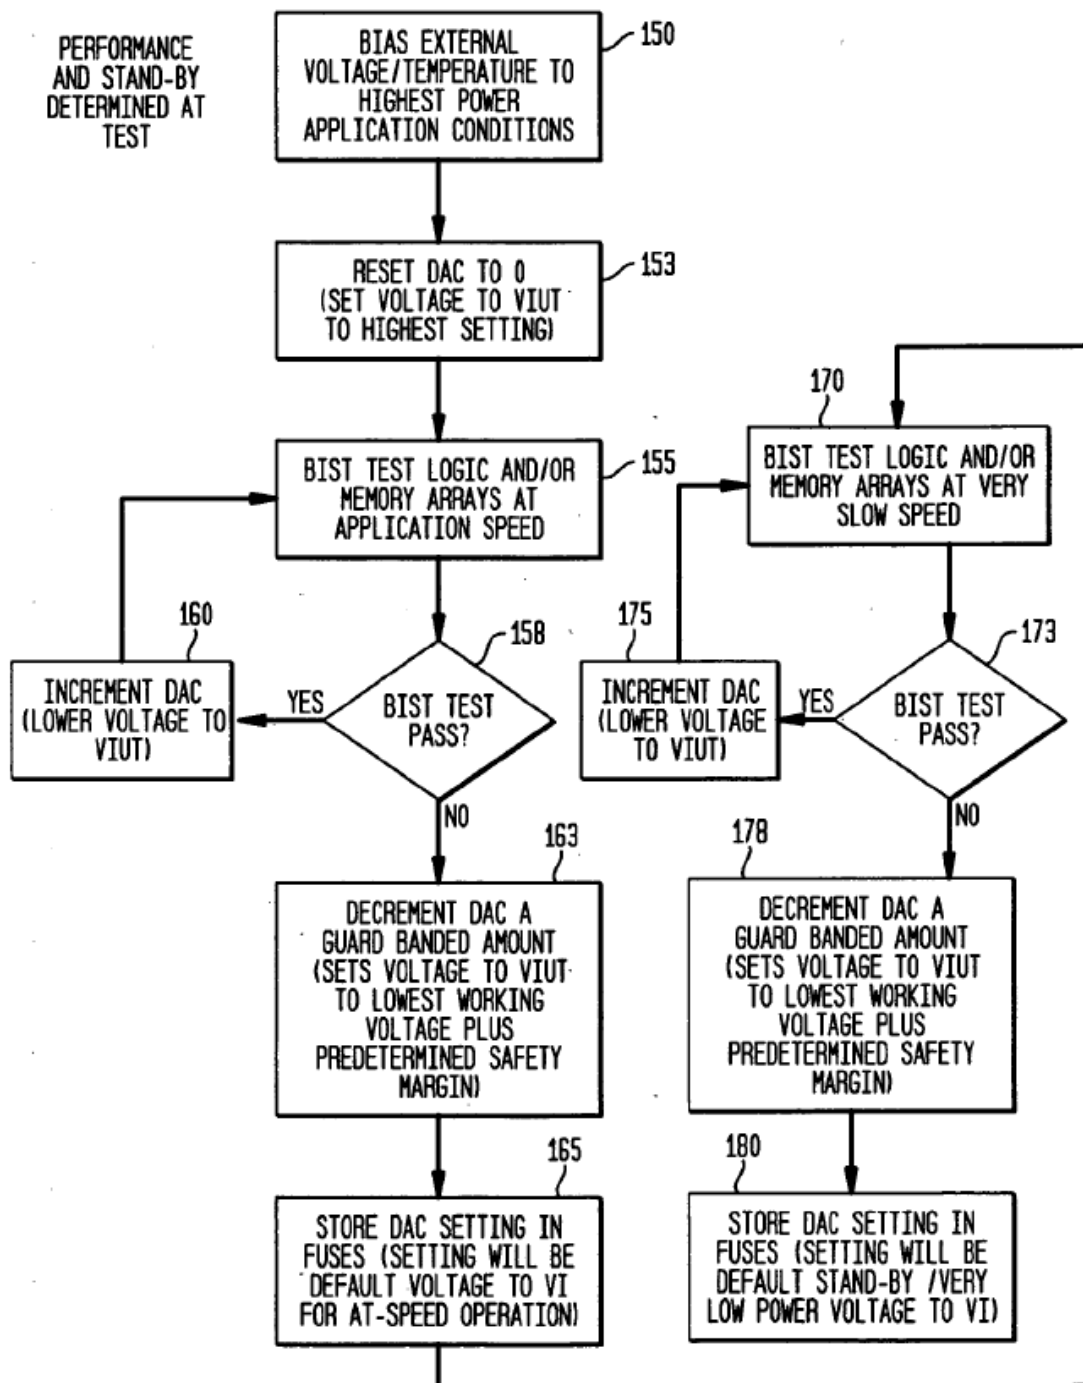 PERFORMANCE
AND STAND-BY
DETERMINED AT
TEST
BIAS EXTERNAL
VOLTAGE/TEMPERATURE TO
HIGHEST POWER
APPLICATION CONDITIONS
150
RESET DAC TO 0
(SET VOLTAGE TO VIUT
TO HIGHEST SETTING)
153
BIST TEST LOGIC AND/OR
MEMORY ARRAYS AT
APPLICATION SPEED
155
160
INCREMENT DAC
(LOWER VOLTAGE TO
VIUT)
YES
158
BIST TEST
PASS?
NO
163
DECREMENT DAC A
GUARD BANDED AMOUNT
(SETS VOLTAGE TO VIUT
TO LOWEST WORKING
VOLTAGE PLUS
PREDETERMINED SAFETY
MARGIN)
165
STORE DAC SETTING IN
FUSES (SETTING WILL BE
DEFAULT VOLTAGE TO VI
FOR AT-SPEED OPERATION)
170
BIST TEST LOGIC AND/OR
MEMORY ARRAYS AT VERY
SLOW SPEED
175
INCREMENT DAC
(LOWER VOLTAGE
TO VIUT)
YES
173
BIST TEST
PASS?
NO
178
DECREMENT DAC A
GUARD BANDED AMOUNT
(SETS VOLTAGE TO VIUT
TO LOWEST WORKING
VOLTAGE PLUS
PREDETERMINED SAFETY
MARGIN)
180
STORE DAC SETTING IN
FUSES (SETTING WILL BE
DEFAULT STAND-BY /VERY
LOW POWER VOLTAGE TO VI)